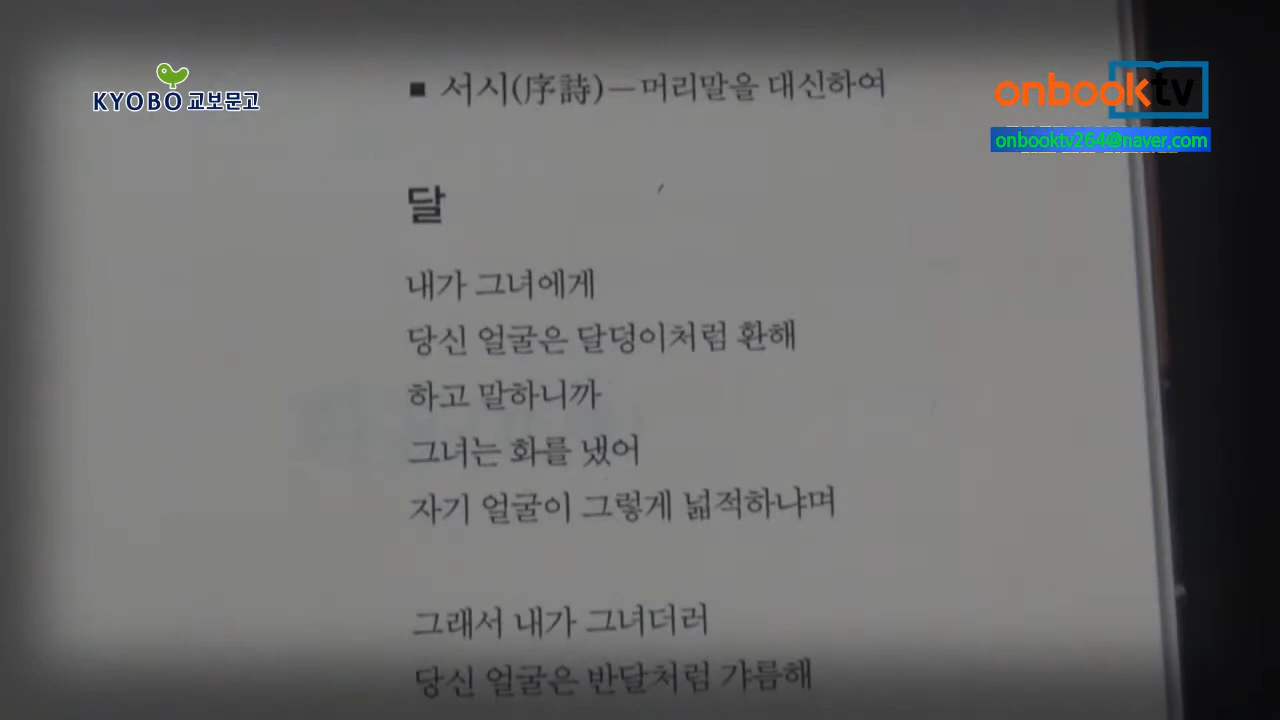 KYOBO 교보문고
onbooktv
onbooktv264@naver.com
■ 서시(序詩)－머리말을 대신하여
달
내가 그녀에게
당신 얼굴은 달덩이처럼 환해
하고 말하니까
그녀는 화를 냈어
자기 얼굴이 그렇게 넓적하냐며
그래서 내가 그녀더러
당신 얼굴은 반달처럼 갸름해